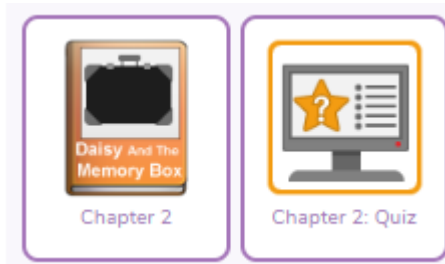 Daisy And The
Memory Box
?
Chapter 2
Chapter 2: Quiz